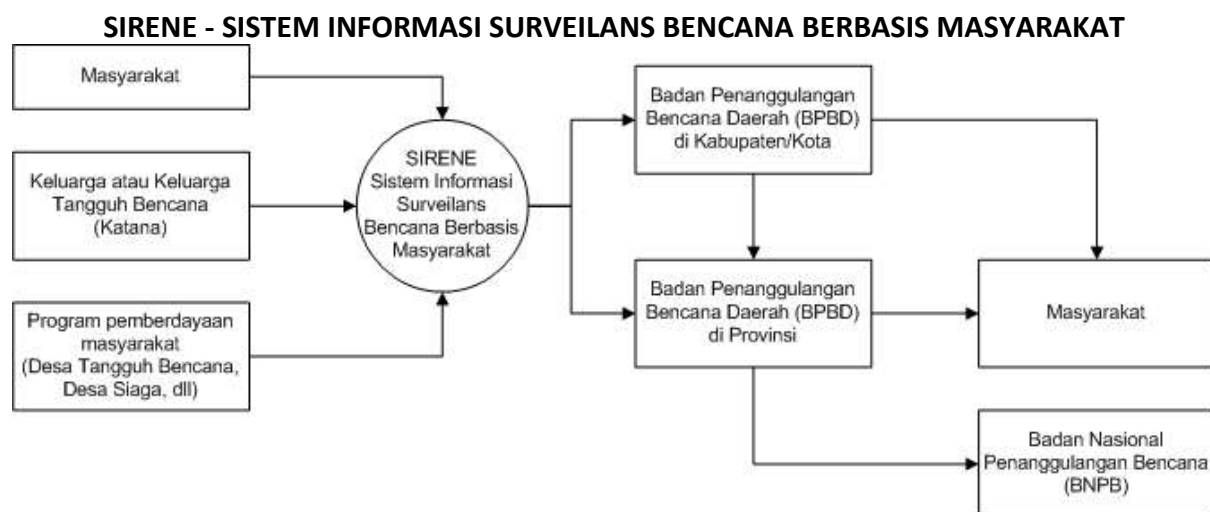 SIRENE - SISTEM INFORMASI SURVEILANS BENCANA BERBASIS MASYARAKAT
Masyarakat
Keluarga atau Keluarga
Tangguh Bencana
(Katana)
Program pemberdayaan
masyarakat
(Desa Tangguh Bencana,
Desa Siaga, dll)
SIRENE
Sistem Informasi
Surveilans
Bencana Berbasis
Masyarakat
Badan Penanggulangan
Bencana Daerah (BPBD)
di Kabupaten/Kota
Badan Penanggulangan
Bencana Daerah (BPBD)
di Provinsi
Masyarakat
Badan Nasional
Penanggulangan Bencana
(BNPB)